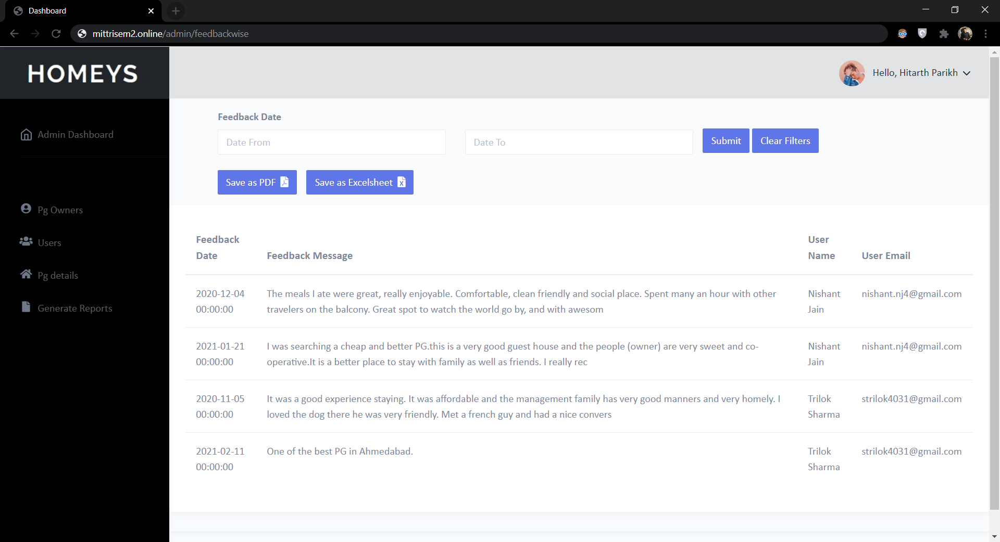 Dashboard
mittrisem2.online/admin/feedbackwise
HOMEYS
Hello, Hitarth Parikh
Admin Dashboard
Pg Owners
Users
Pg details
Generate Reports
Feedback Date
Date From
Date To
Submit
Clear Filters
Save as PDF
Save as Excelsheet
Feedback
Date
Feedback Message
User
Name
User Email
2020-12-04
00:00:00
The meals I ate were great, really enjoyable. Comfortable, clean friendly and social place. Spent many an hour with other
travelers on the balcony. Great spot to watch the world go by, and with awesom
Nishant
Jain
nishant.nj4@gmail.com
2021-01-21
00:00:00
I was searching a cheap and better PG.this is a very good guest house and the people (owner) are very sweet and co-
operative.It is a better place to stay with family as well as friends. I really rec
Nishant
Jain
nishant.nj4@gmail.com
2020-11-05
00:00:00
It was a good experience staying. It was affordable and the management family has very good manners and very homely. I
loved the dog there he was very friendly. Met a french guy and had a nice convers
Trilok
Sharma
strilok4031@gmail.com
2021-02-11
00:00:00
One of the best PG in Ahmedabad.
Trilok
Sharma
strilok4031@gmail.com